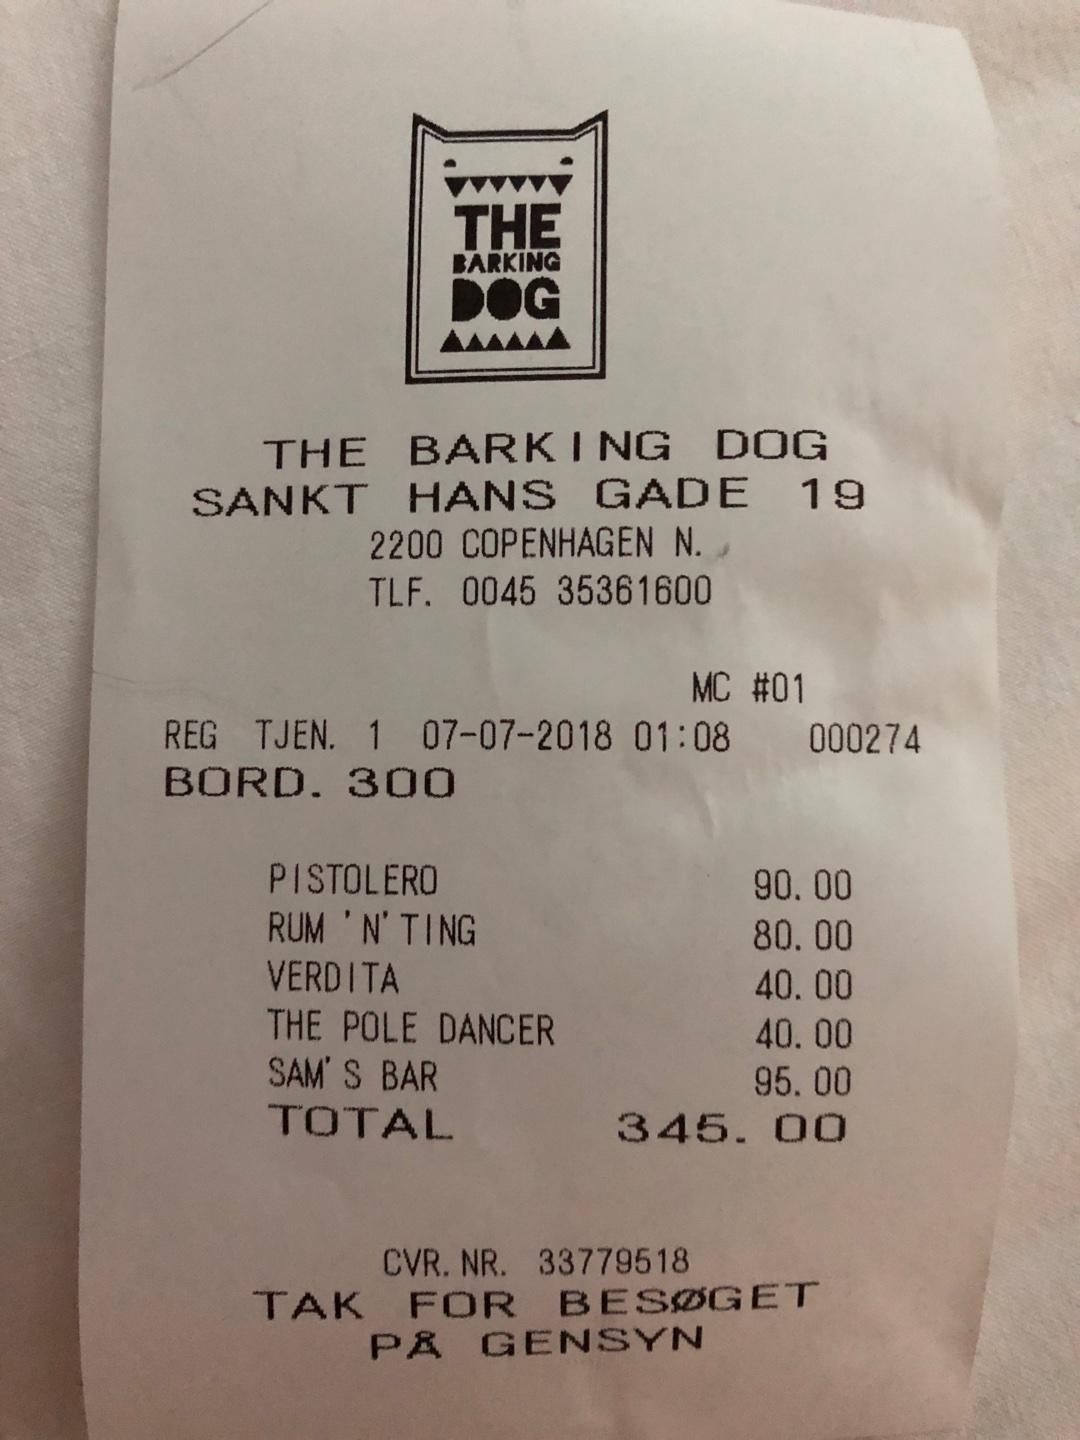 THE
BARKING
DOG
THE BARKING DOG
SANKT HANS GADE 19
2200 COPENHAGEN N.
TLF. 0045 35361600
MC #01
REG TJEN. 1 07-07-2018 01:08 000274
BORD. 300
PISTOLERO 90.00
RUM 'N' TING 80.00
VERDITA 40.00
THE POLE DANCER 40.00
SAM'S BAR 95.00
TOTAL 345.00
CVR.NR. 33779518
TAK FOR BESØGET
PÅ GENSYN